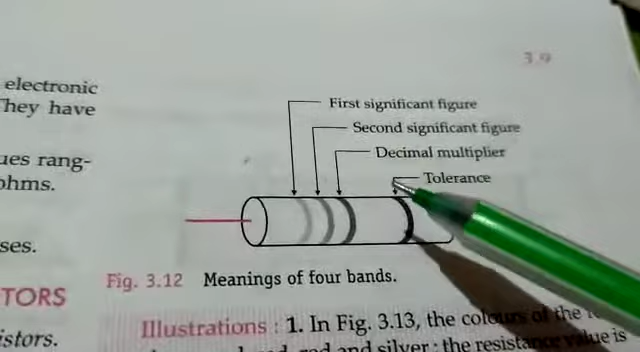 3.9
electronic
They have
ues rang-
ohms.
ses.
TORS
istors.
First significant figure
Second significant figure
Decimal multiplier
Tolerance
Fig. 3.12 Meanings of four bands.
Illustrations : 1. In Fig. 3.13, the colours of the
red and silver ; the resistance value is